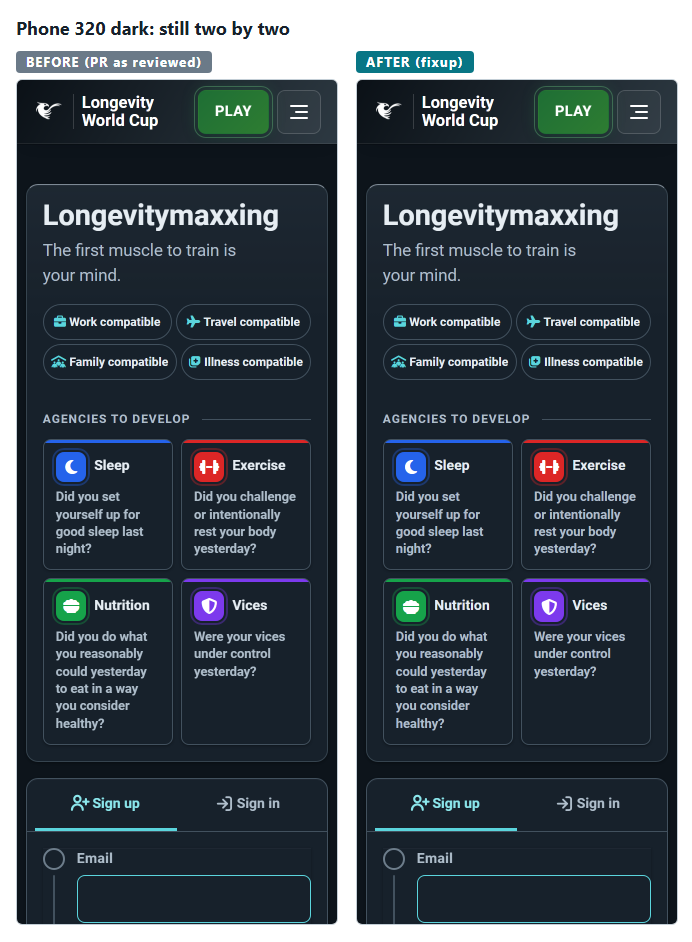 Phone 320 dark: still two by two
BEFORE (PR as reviewed)
Longevity
World Cup
PLAY
Longevitymaxxing
The first muscle to train is
your mind.
Work compatible
Travel compatible
Family compatible
Illness compatible
AGENCIES TO DEVELOP
Sleep
Did you set
yourself up for
good sleep last
night?
Exercise
Did you challenge
or intentionally
rest your body
yesterday?
Nutrition
Did you do what
you reasonably
could yesterday
to eat in a way
you consider
healthy?
Vices
Were your vices
under control
yesterday?
Sign up
Sign in
Email
AFTER (fixup)
Longevity
World Cup
PLAY
Longevitymaxxing
The first muscle to train is
your mind.
Work compatible
Travel compatible
Family compatible
Illness compatible
AGENCIES TO DEVELOP
Sleep
Did you set
yourself up for
good sleep last
night?
Exercise
Did you challenge
or intentionally
rest your body
yesterday?
Nutrition
Did you do what
you reasonably
could yesterday
to eat in a way
you consider
healthy?
Vices
Were your vices
under control
yesterday?
Sign up
Sign in
Email